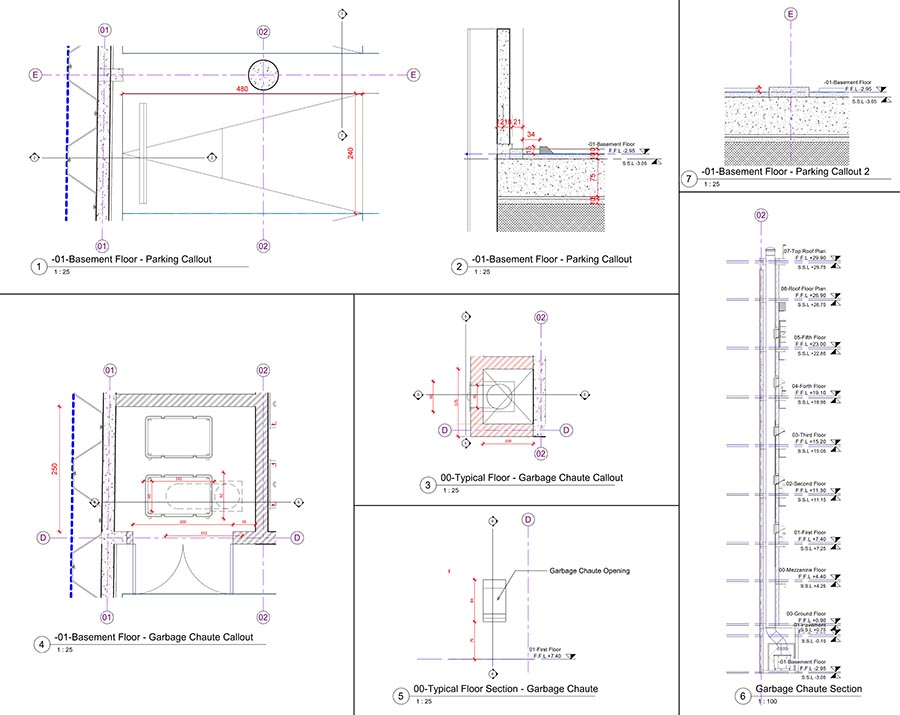 01
02
E
E
480
240
01
02
1
-01-Basement Floor - Parking Callout
1 : 25
21
34
15
-01-Basement Floor
F.F.L -2.95
S.S.L -3.05
75
2
-01-Basement Floor - Parking Callout
1 : 25
E
-01-Basement Floor
F.F.L -2.95
S.S.L -3.05
7
-01-Basement Floor - Parking Callout 2
1 : 25
01
02
250
D
D
01
02
4
-01-Basement Floor - Garbage Chaute Callout
1 : 25
02
D
D
02
3
00-Typical Floor - Garbage Chaute Callout
1 : 25
D
Garbage Chaute Opening
01-First Floor
F.F.L +7.40
5
00-Typical Floor Section - Garbage Chaute
1 : 25
02
07-Top Roof Plan
F.F.L +29.90
S.S.L +29.75
06-Roof Floor Plan
F.F.L +26.90
S.S.L +26.75
05-Fifth Floor
F.F.L +23.00
S.S.L +22.85
04-Forth Floor
F.F.L +19.10
S.S.L +18.95
03-Third Floor
F.F.L +15.20
S.S.L +15.05
02-Second Floor
F.F.L +11.30
S.S.L +11.15
01-First Floor
F.F.L +7.40
S.S.L +7.25
00-Mezzanine Floor
F.F.L +4.40
S.S.L +4.25
00-Ground Floor
F.F.L +0.90
S.S.L +0.75
S.S.L -0.15
-01-Basement Floor
F.F.L -2.95
S.S.L -3.05
6
Garbage Chaute Section
1 : 100